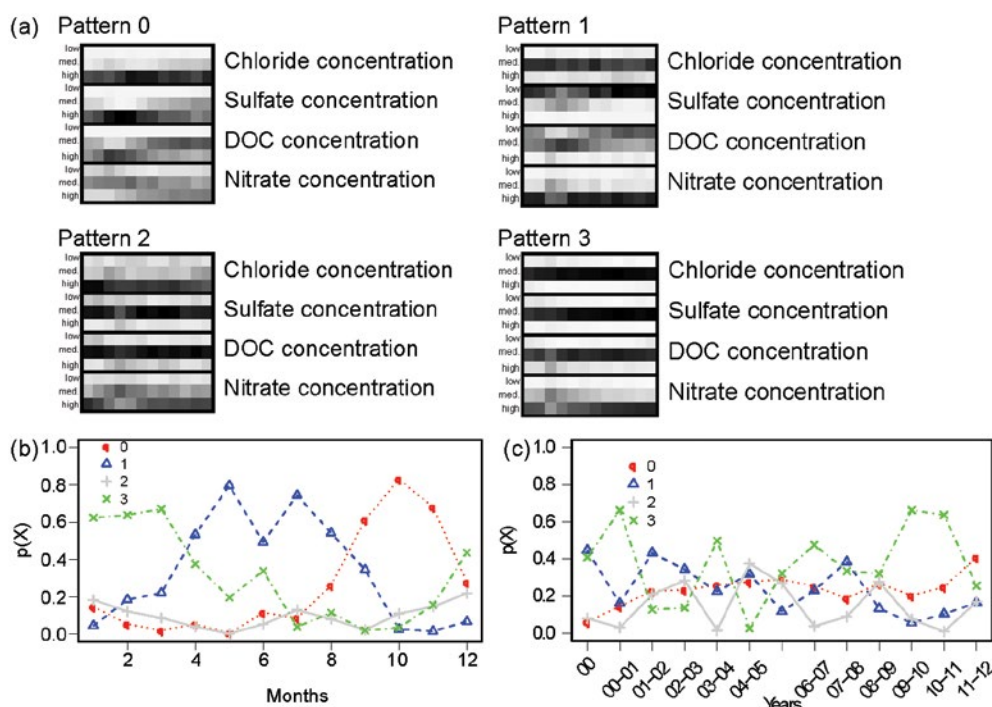 (a)
Pattern 0
low
med.
high
low
med.
high
low
med.
high
low
med.
high
Chloride concentration
Sulfate concentration
DOC concentration
Nitrate concentration
Pattern 1
low
med.
high
low
med.
high
low
med.
high
low
med.
high
Chloride concentration
Sulfate concentration
DOC concentration
Nitrate concentration
Pattern 2
low
med.
high
low
med.
high
low
med.
high
low
med.
high
Chloride concentration
Sulfate concentration
DOC concentration
Nitrate concentration
Pattern 3
low
med.
high
low
med.
high
low
med.
high
low
med.
high
Chloride concentration
Sulfate concentration
DOC concentration
Nitrate concentration
(b)
1.0
0.8
0.6
0.4
0.2
0.0
p(X)
0
1
2
3
2 4 6 8 10 12
Months
(c)
1.0
0.8
0.6
0.4
0.2
0.0
p(X)
0
1
2
3
00 00–01 01–02 02–03 03–04 04–05 06–07 07–08 08–09 09–10 10–11 11–12
Years